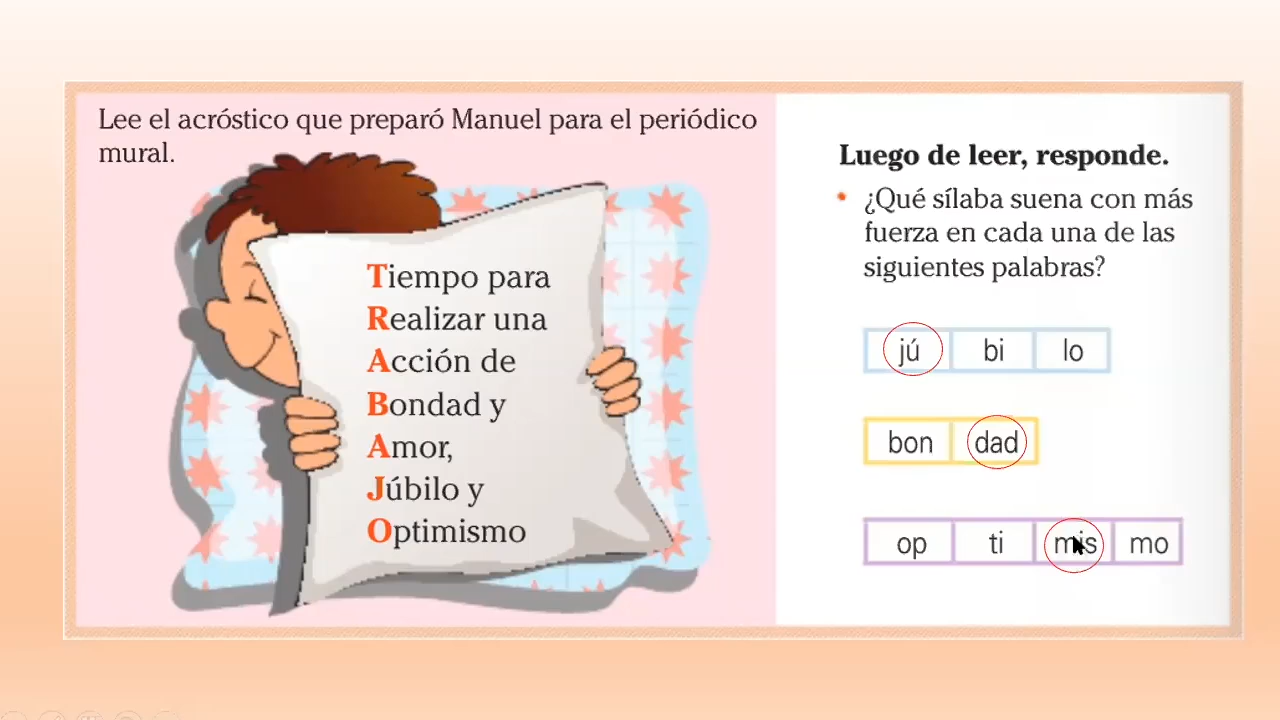 Lee el acróstico que preparó Manuel para el periódico
mural.
Tiempo para
Realizar una
Acción de
Bondad y
Amor,
Júbilo y
Optimismo
Luego de leer, responde.
• ¿Qué sílaba suena con más
fuerza en cada una de las
siguientes palabras?
jú bi lo
bon dad
op ti mis mo